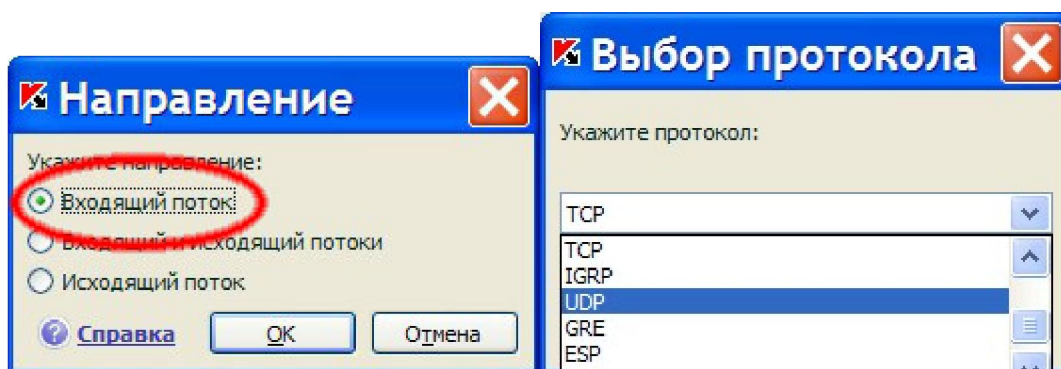 Направление
Укажите направление:
Входящий поток
Входящий и исходящий потоки
Исходящий поток
Справка
OK
Отмена
Выбор протокола
Укажите протокол:
TCP
TCP
IGRP
UDP
GRE
ESP